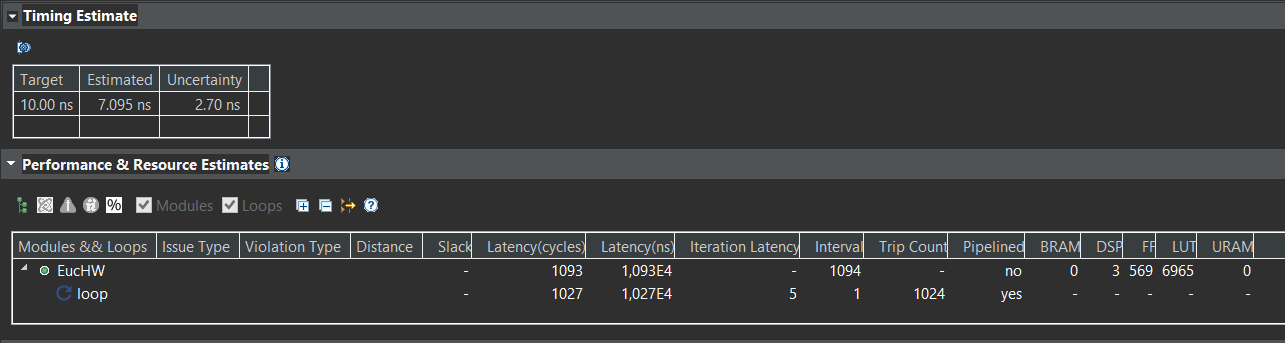 Timing Estimate
Target Estimated Uncertainty
10.00 ns 7.095 ns 2.70 ns
Performance & Resource Estimates
% Modules Loops
Modules && Loops Issue Type Violation Type Distance Slack Latency(cycles) Latency(ns) Iteration Latency Interval Trip Count Pipelined BRAM DSP FF LUT URAM
EucHW - 1093 1,093E4 - 1094 - no 0 3 569 6965 0
loop - 1027 1,027E4 5 1 1024 yes - - - - -